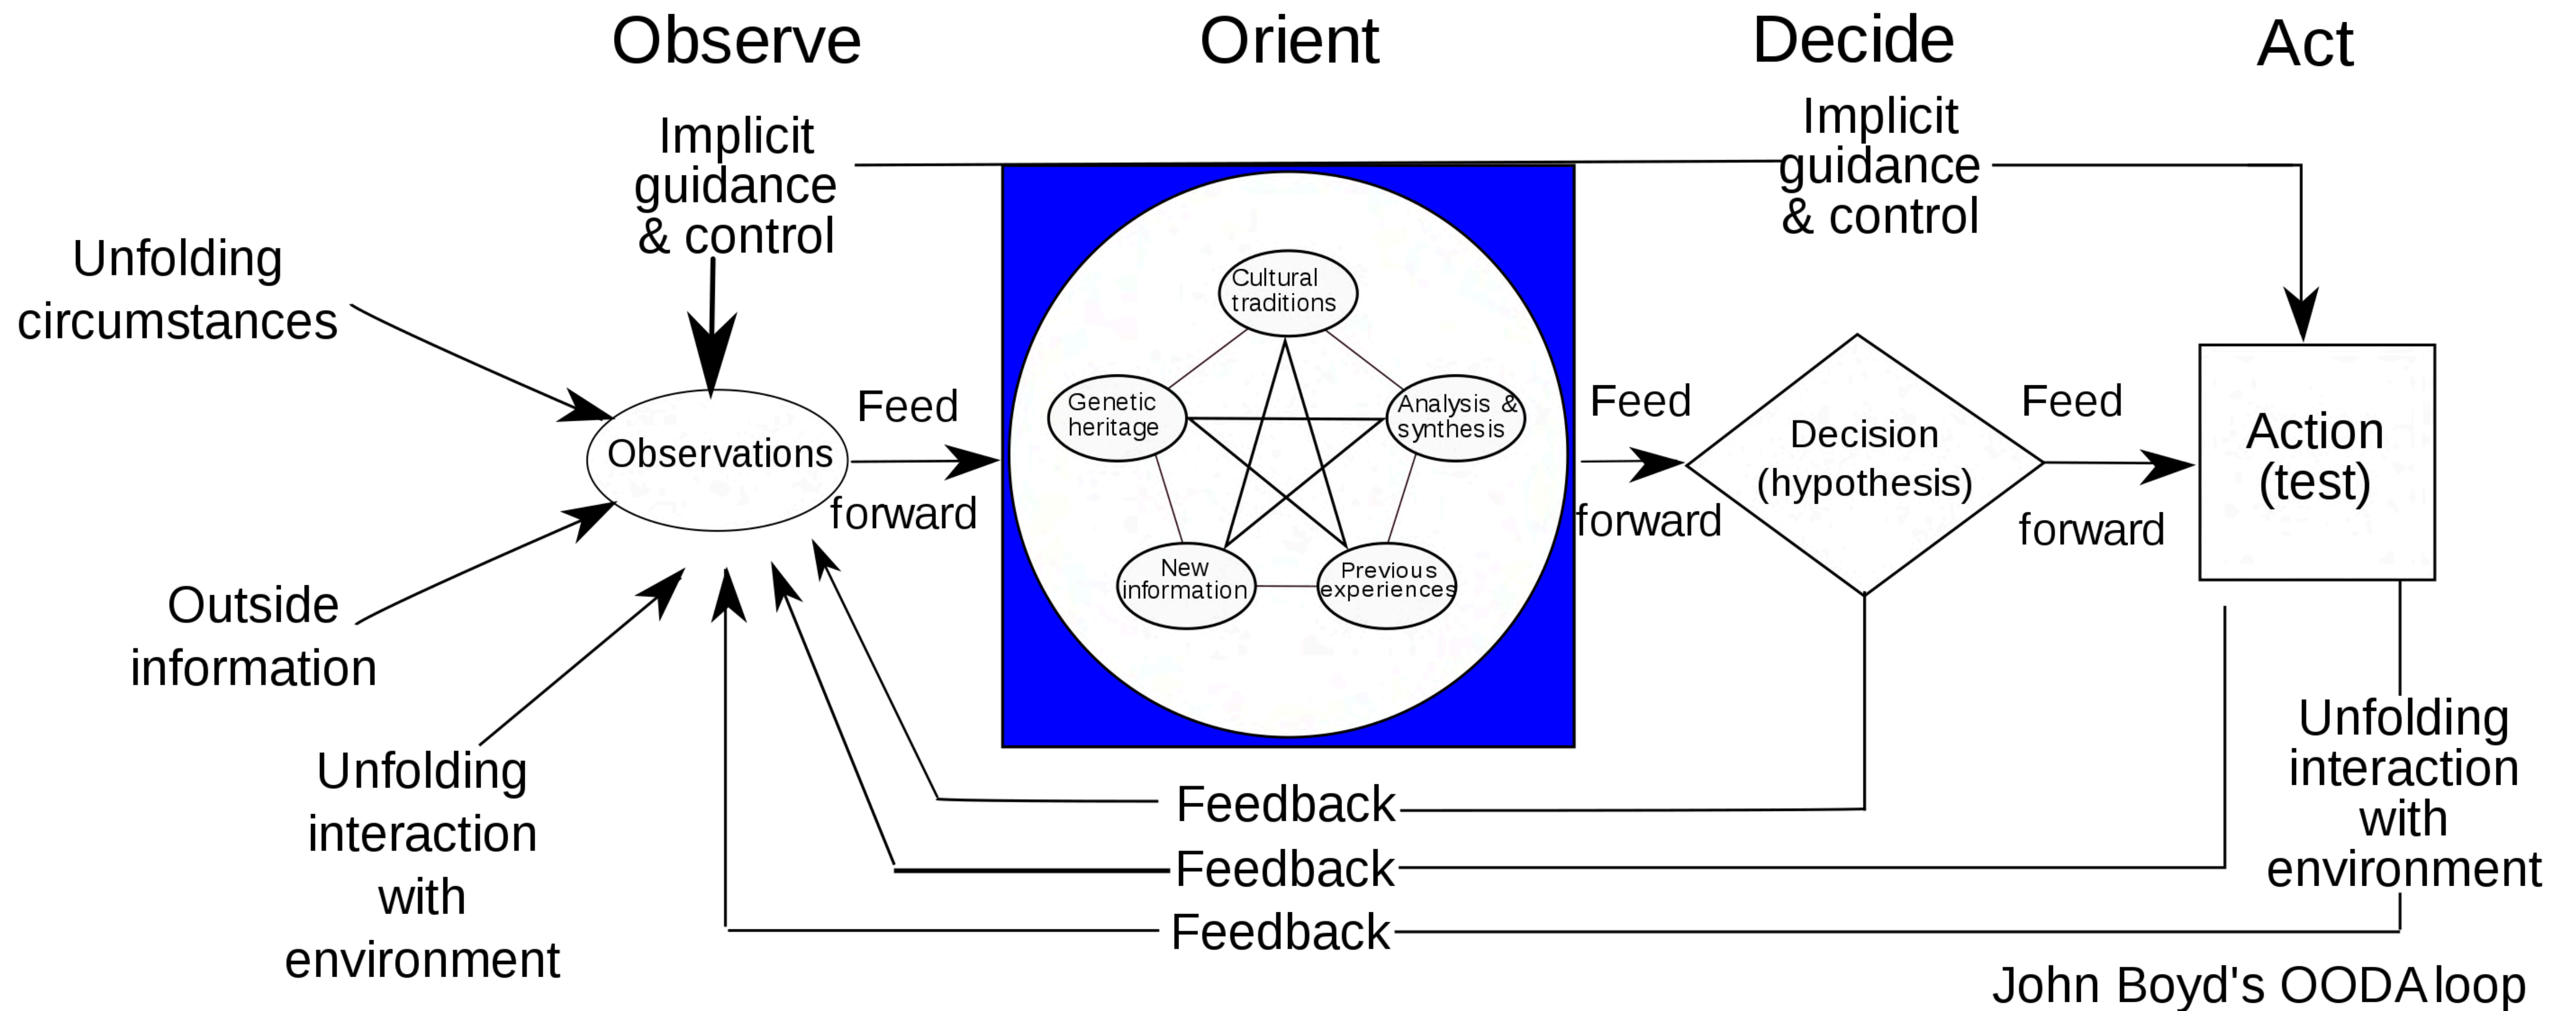 Observe
Orient
Decide
Act
Implicit
guidance
& control
Implicit
guidance
& control
Unfolding
circumstances
Cultural
traditions
Genetic
heritage
Analysis &
synthesis
New
information
Previous
experiences
Observations
Feed
forward
Feed
forward
Decision
(hypothesis)
Feed
forward
Action
(test)
Outside
information
Unfolding
interaction
with
environment
Unfolding
interaction
with
environment
Feedback
Feedback
Feedback
John Boyd's OODA loop